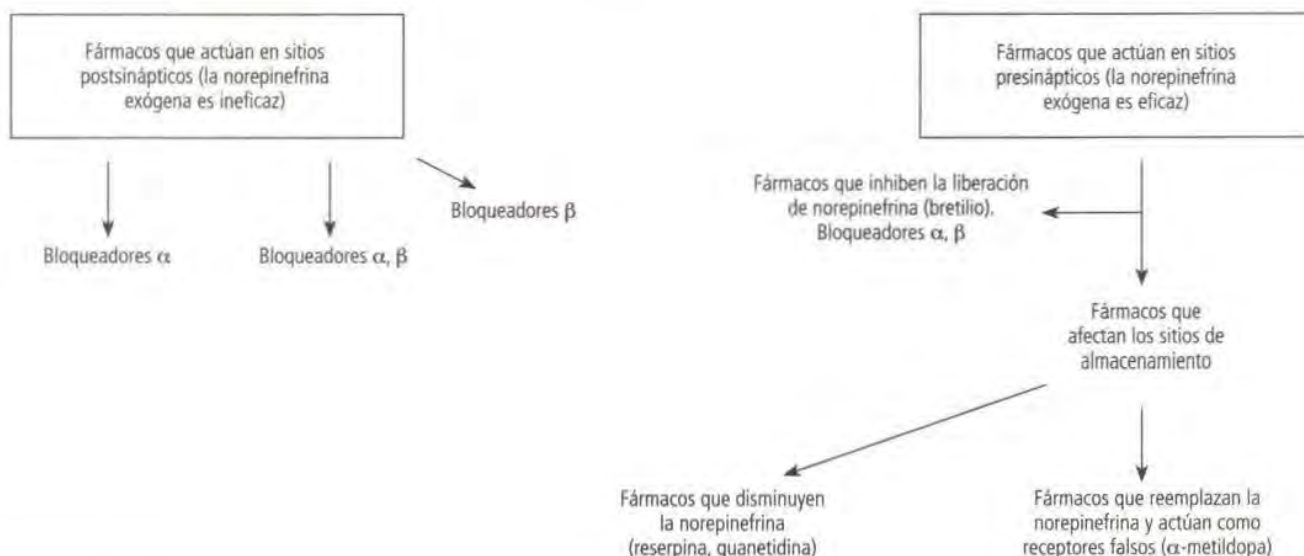 Fármacos que actúan en sitios
postsinápticos (la norepinefrina
exógena es ineficaz)
Bloqueadores α
Bloqueadores α, β
Bloqueadores β
Fármacos que actúan en sitios
presinápticos (la norepinefrina
exógena es eficaz)
Fármacos que inhiben la liberación
de norepinefrina (bretilio).
Bloqueadores α, β
Fármacos que
afectan los sitios de
almacenamiento
Fármacos que disminuyen
la norepinefrina
(reserpina, guanetidina)
Fármacos que reemplazan la
norepinefrina y actúan como
receptores falsos (α-metildopa)